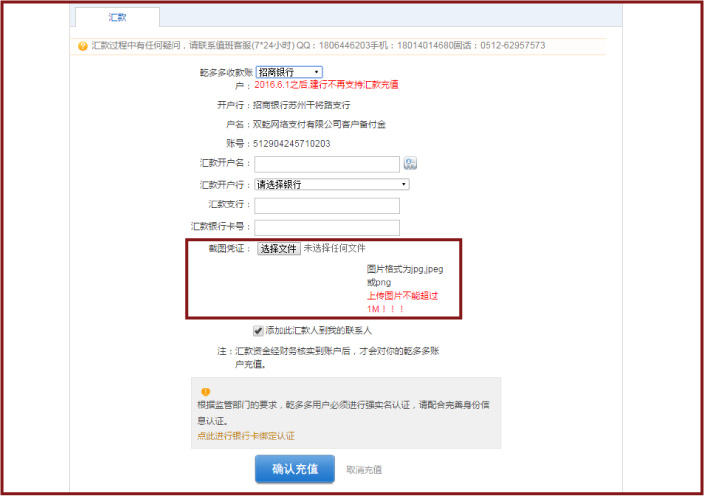 汇款
汇款过程中有任何疑问，请联系值班客服(7*24小时) QQ：1806446203手机：18014014680固话：0512-62957573
乾多多收款账 招商银行
户： 2016.6.1之后,建行不再支持汇款充值
开户行：招商银行苏州干将路支行
户名：双乾网络支付有限公司客户备付金
账号：512904245710203
汇款开户名：
汇款开户行： 请选择银行
汇款支行：
汇款银行卡号：
截图凭证： 选择文件 未选择任何文件
图片格式为jpg,jpeg
或png
上传图片不能超过
1M！！！
添加此汇款人到我的联系人
注：汇款资金经财务核实到账户后，才会对你的乾多多账
户充值。
根据监管部门的要求，乾多多用户必须进行强实名认证，请配合完善身份信
息认证。
点此进行银行卡绑定认证
确认充值 取消充值